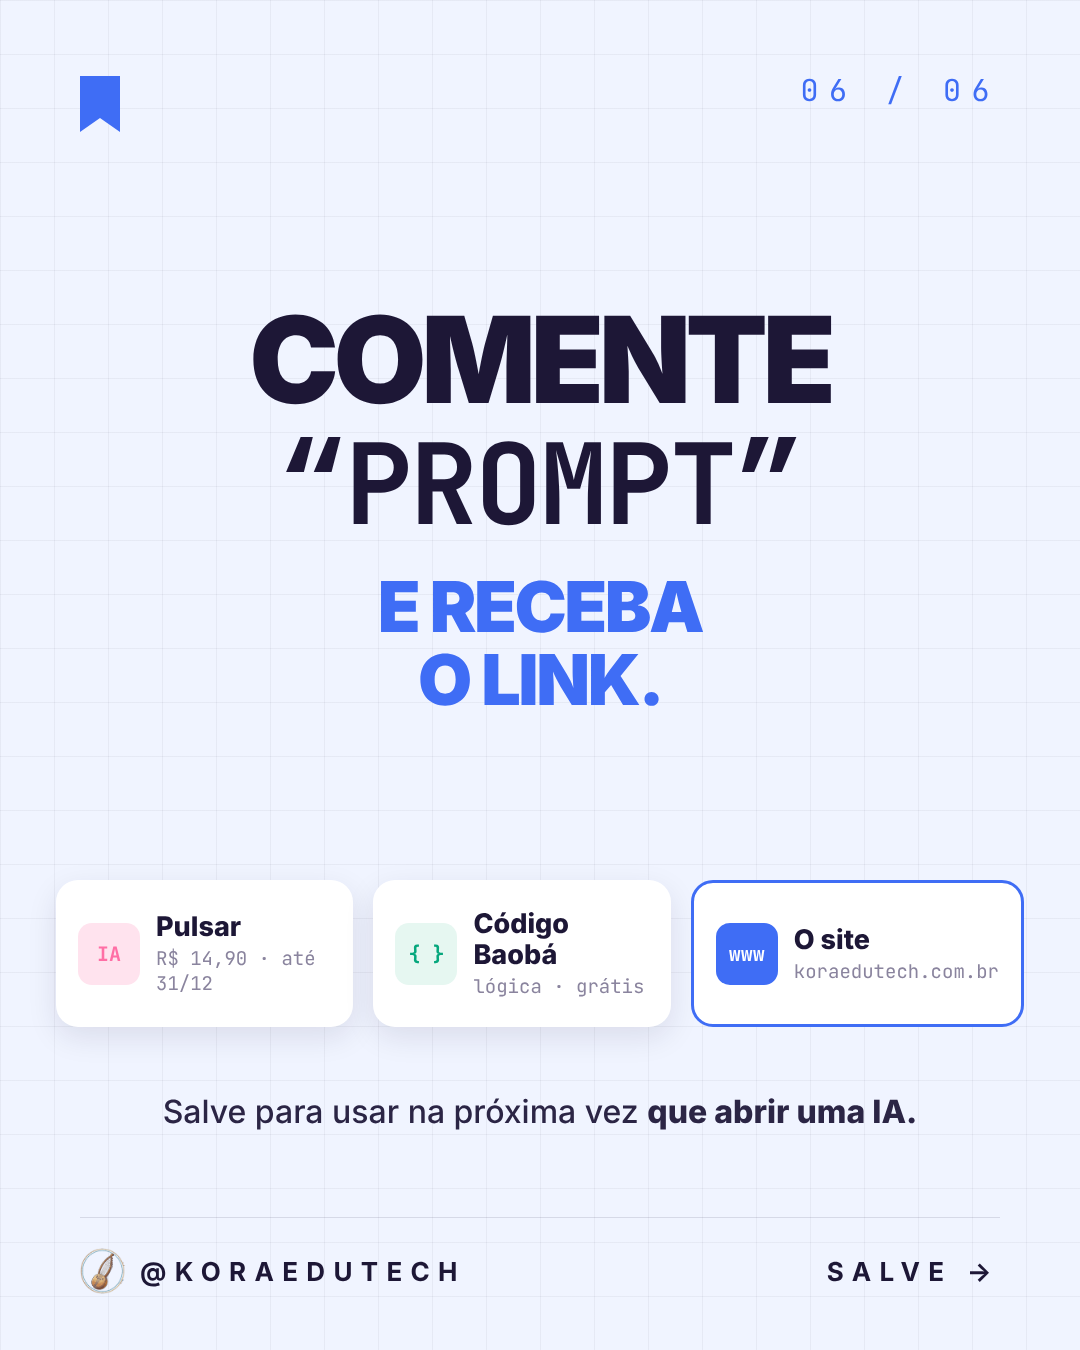 06 / 06
COMENTE
“PROMPT”
E RECEBA
O LINK.
IA
Pulsar
R$ 14,90 · até
31/12
{ }
Código
Baobá
lógica · grátis
WWW
O site
koraedutech.com.br
Salve para usar na próxima vez que abrir uma IA.
@KORAEDUTECH
SALVE →